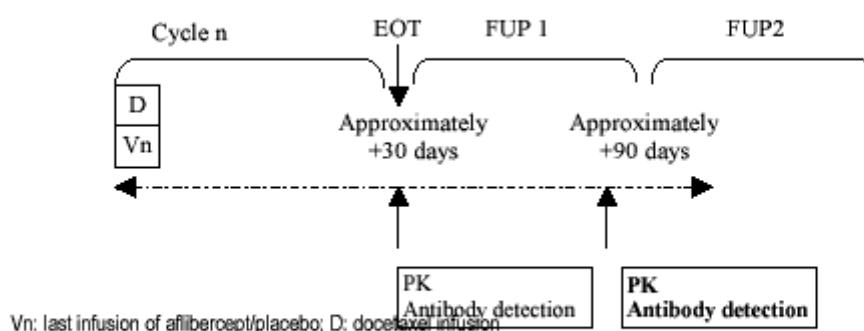 Cycle n EOT FUP 1 FUP2
D
Vn
Approximately
+30 days
Approximately
+90 days
PK
Antibody detection
PK
Antibody detection
Vn: last infusion of aflibercept/placebo; D: docetaxel infusion